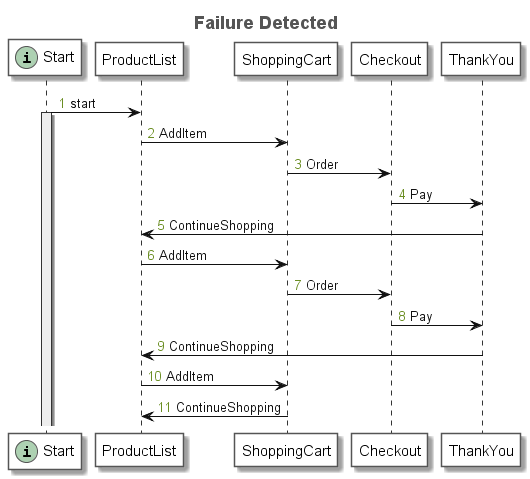 Failure Detected
i Start ProductList ShoppingCart Checkout ThankYou
1 start
2 AddItem
3 Order
4 Pay
5 ContinueShopping
6 AddItem
7 Order
8 Pay
9 ContinueShopping
10 AddItem
11 ContinueShopping
i Start ProductList ShoppingCart Checkout ThankYou